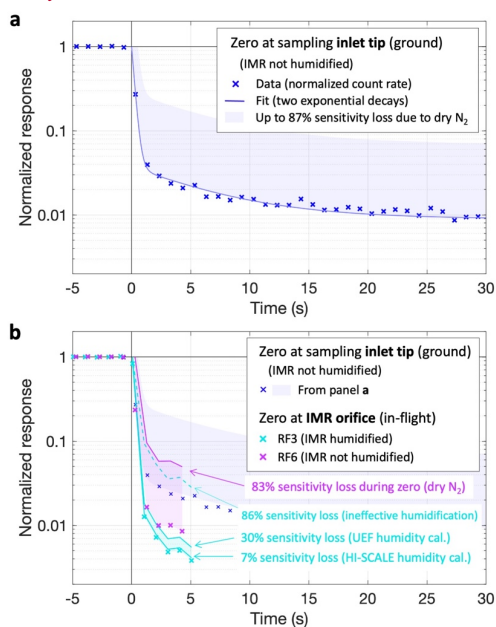 a
Zero at sampling inlet tip (ground)
(IMR not humidified)
Data (normalized count rate)
Fit (two exponential decays)
Up to 87% sensitivity loss due to dry N₂
Normalized response
1
0.1
0.01
-5 0 5 10 15 20 25 30
Time (s)
b
Zero at sampling inlet tip (ground)
(IMR not humidified)
From panel a
Zero at IMR orifice (in-flight)
RF3 (IMR humidified)
RF6 (IMR not humidified)
83% sensitivity loss during zero (dry N₂)
86% sensitivity loss (ineffective humidification)
30% sensitivity loss (UEF humidity cal.)
7% sensitivity loss (HI-SCALE humidity cal.)
Normalized response
1
0.1
0.01
-5 0 5 10 15 20 25 30
Time (s)